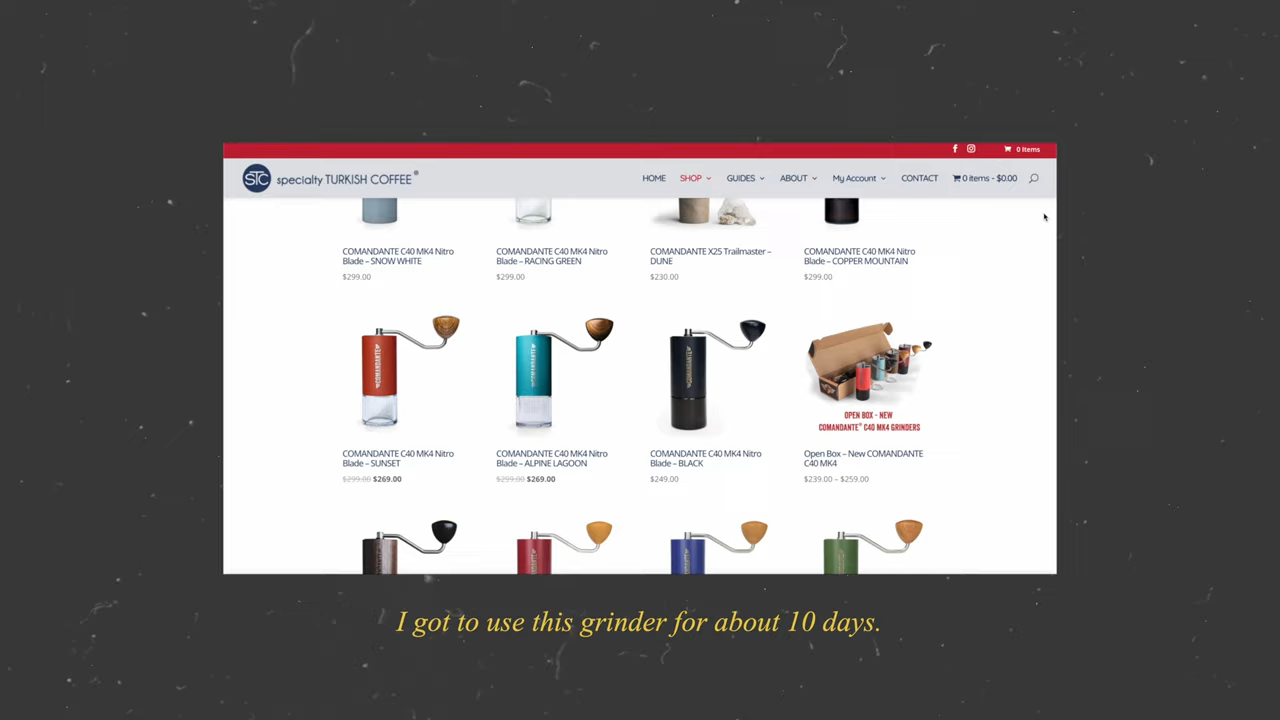 0 Items
STC specialty TURKISH COFFEE®
HOME SHOP GUIDES ABOUT My Account CONTACT 0 items - $0.00
COMANDANTE C40 MK4 Nitro
Blade – SNOW WHITE
$299.00
COMANDANTE C40 MK4 Nitro
Blade – RACING GREEN
$299.00
COMANDANTE X25 Trailmaster –
DUNE
$230.00
COMANDANTE C40 MK4 Nitro
Blade – COPPER MOUNTAIN
$299.00
COMANDANTE
COMANDANTE
COMANDANTE
OPEN BOX - NEW
COMANDANTE® C40 MK4 GRINDERS
COMANDANTE C40 MK4 Nitro
Blade – SUNSET
$299.00 $269.00
COMANDANTE C40 MK4 Nitro
Blade – ALPINE LAGOON
$299.00 $269.00
COMANDANTE C40 MK4 Nitro
Blade – BLACK
$249.00
Open Box – New COMANDANTE
C40 MK4
$239.00 – $259.00
I got to use this grinder for about 10 days.